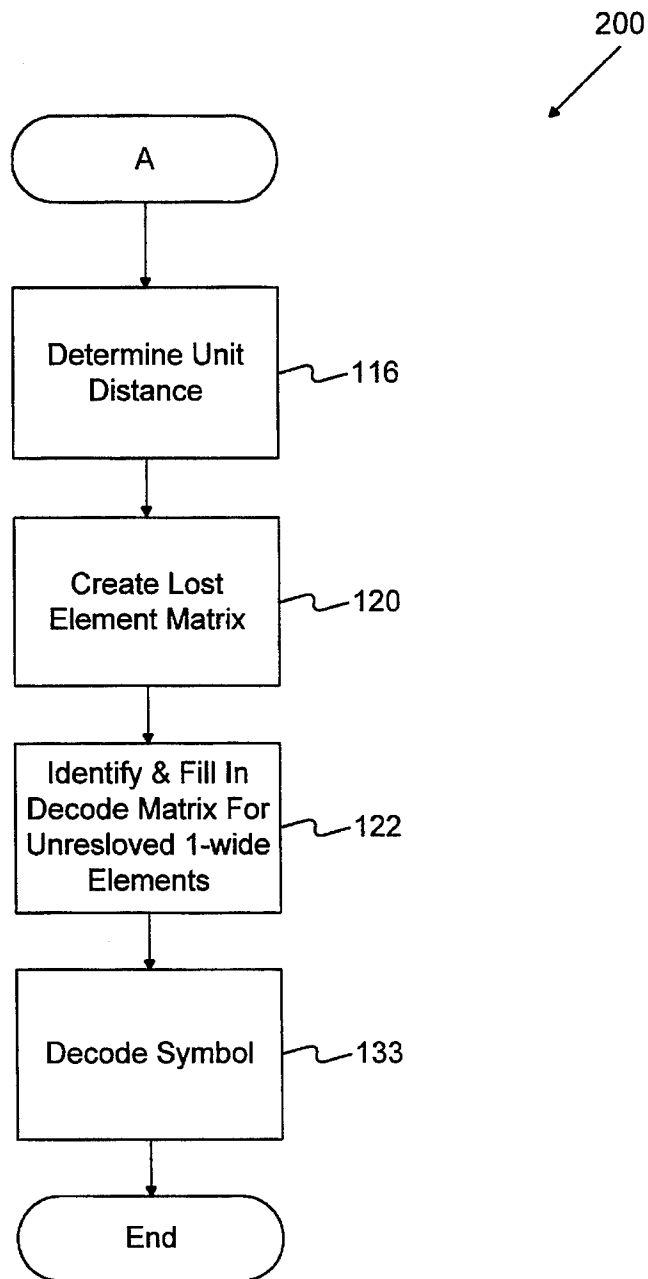 200
A
Determine Unit
Distance
116
Create Lost
Element Matrix
120
Identify & Fill In
Decode Matrix For
Unresloved 1-wide
Elements
122
Decode Symbol
133
End